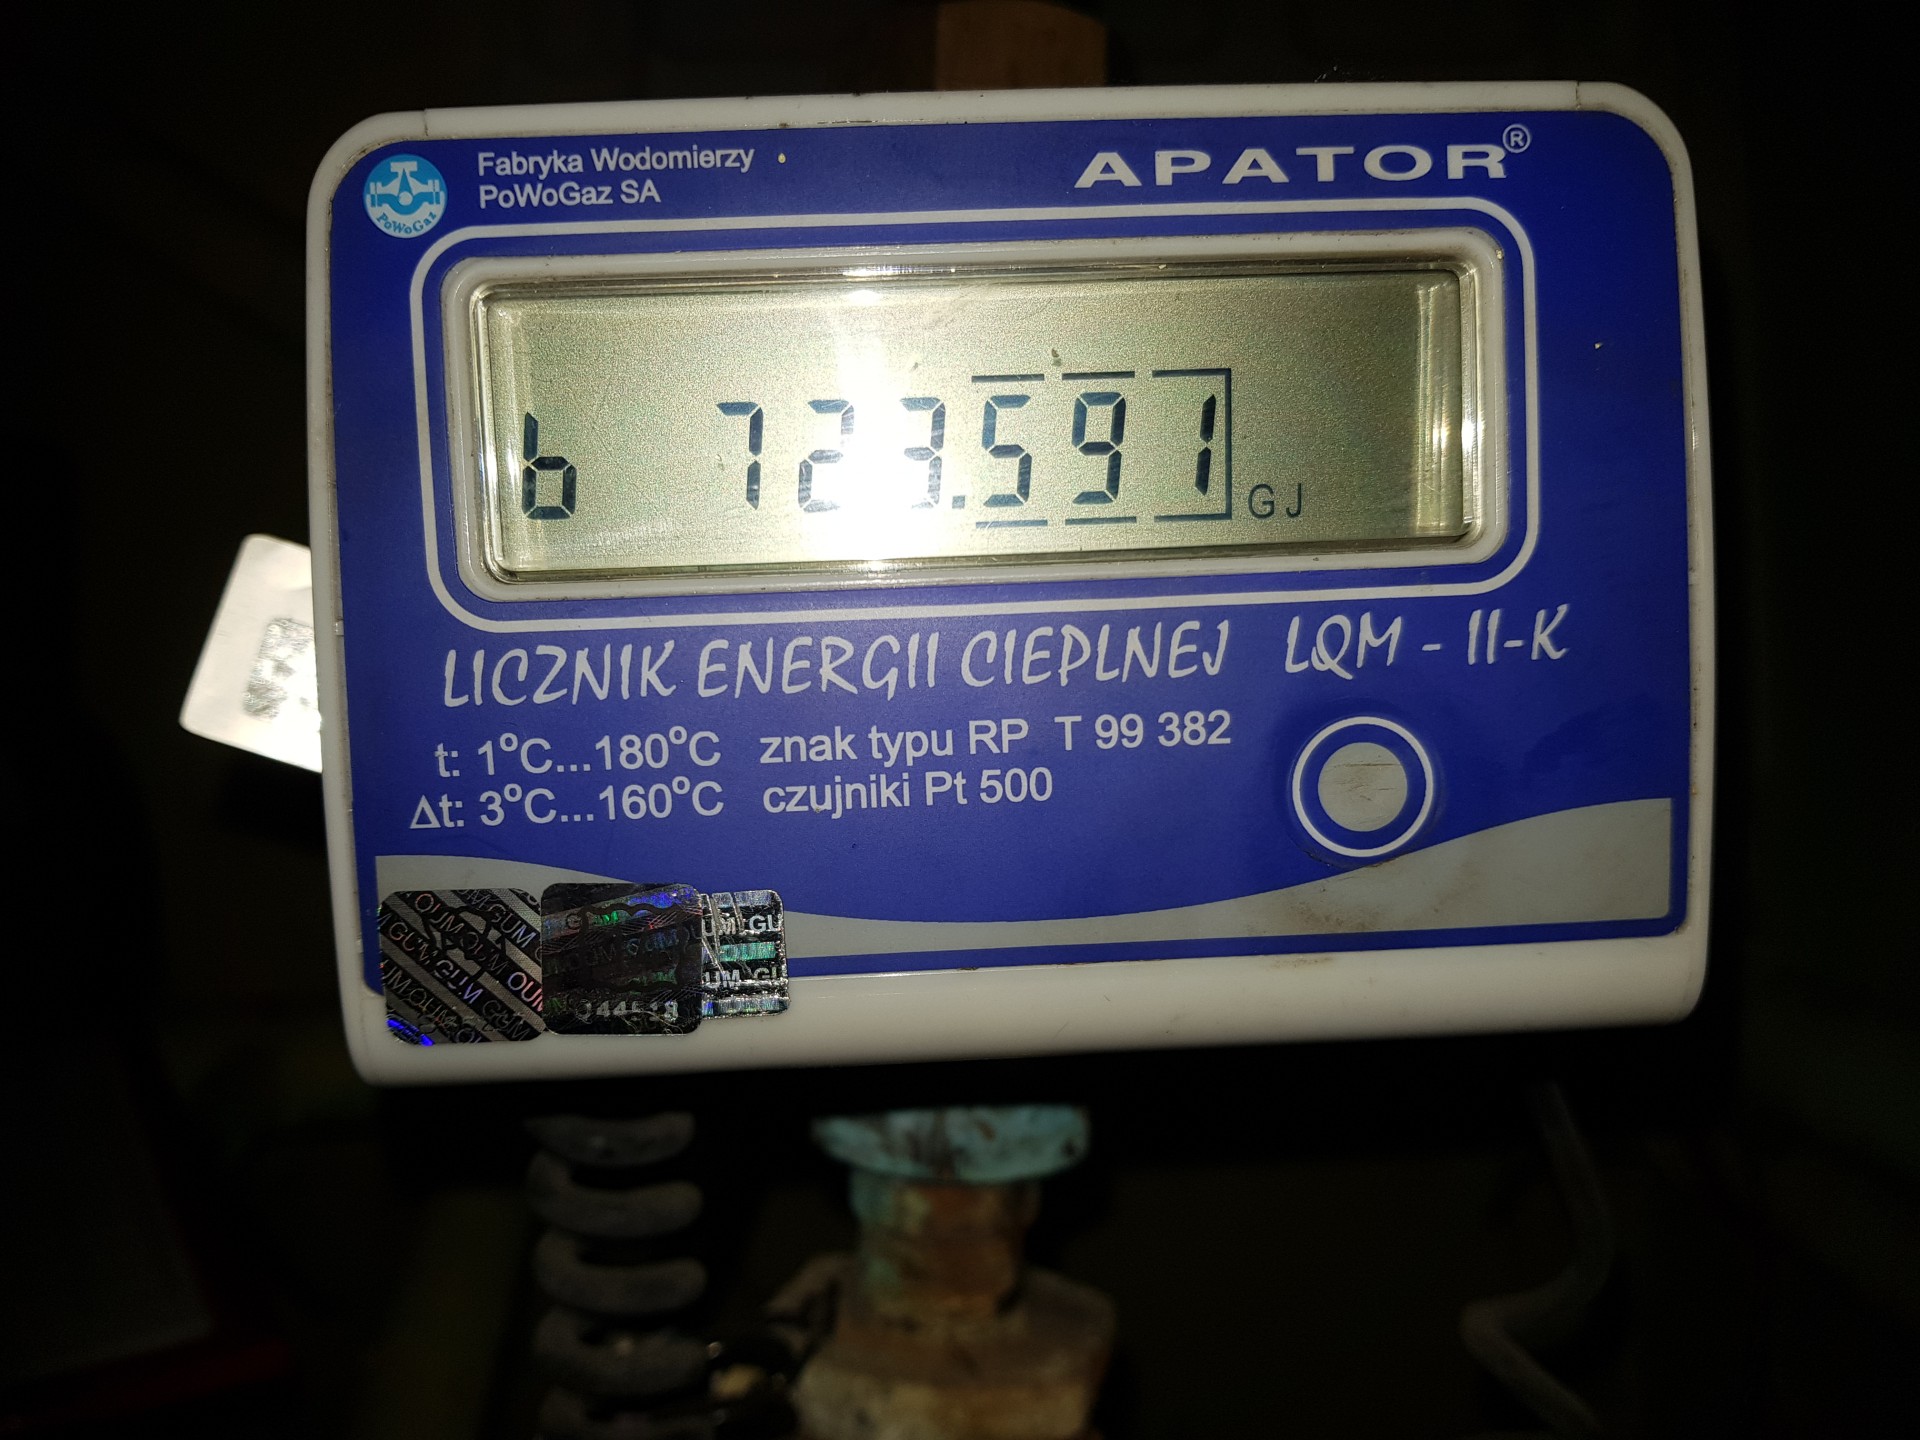 Fabryka Wodomierzy
PoWoGaz SA
APATOR®
PoWoGaz
b 723.591 GJ
LICZNIK ENERGII CIEPLNEJ LQM - II-K
t: 1°C...180°C znak typu RP T 99 382
Δt: 3°C...160°C czujniki Pt 500